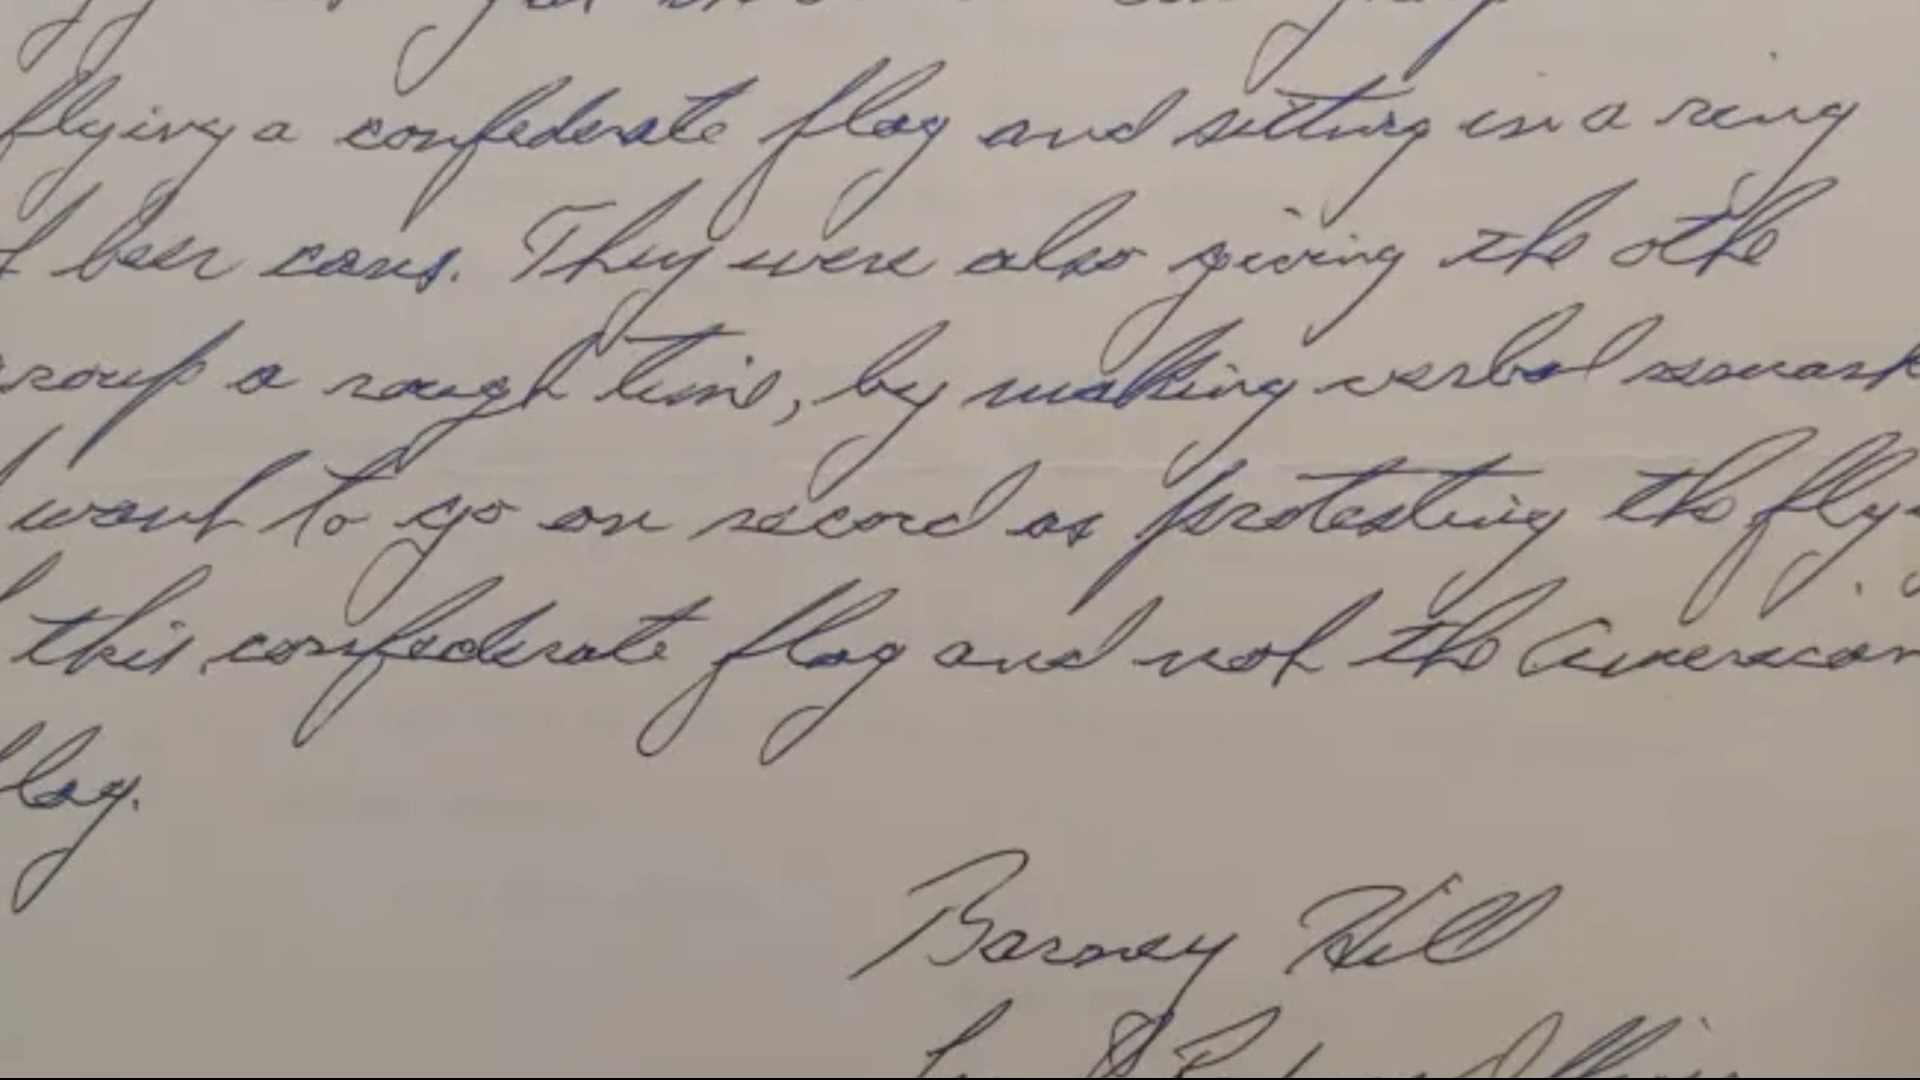 flying a confederate flag and sitting in a ring
f beer cans. They were also giving the othe
roup a rough time, by making verbal remark
I want to go on record as protesting the fly-
this confederate flag and not the American
lag.
Barney Hill